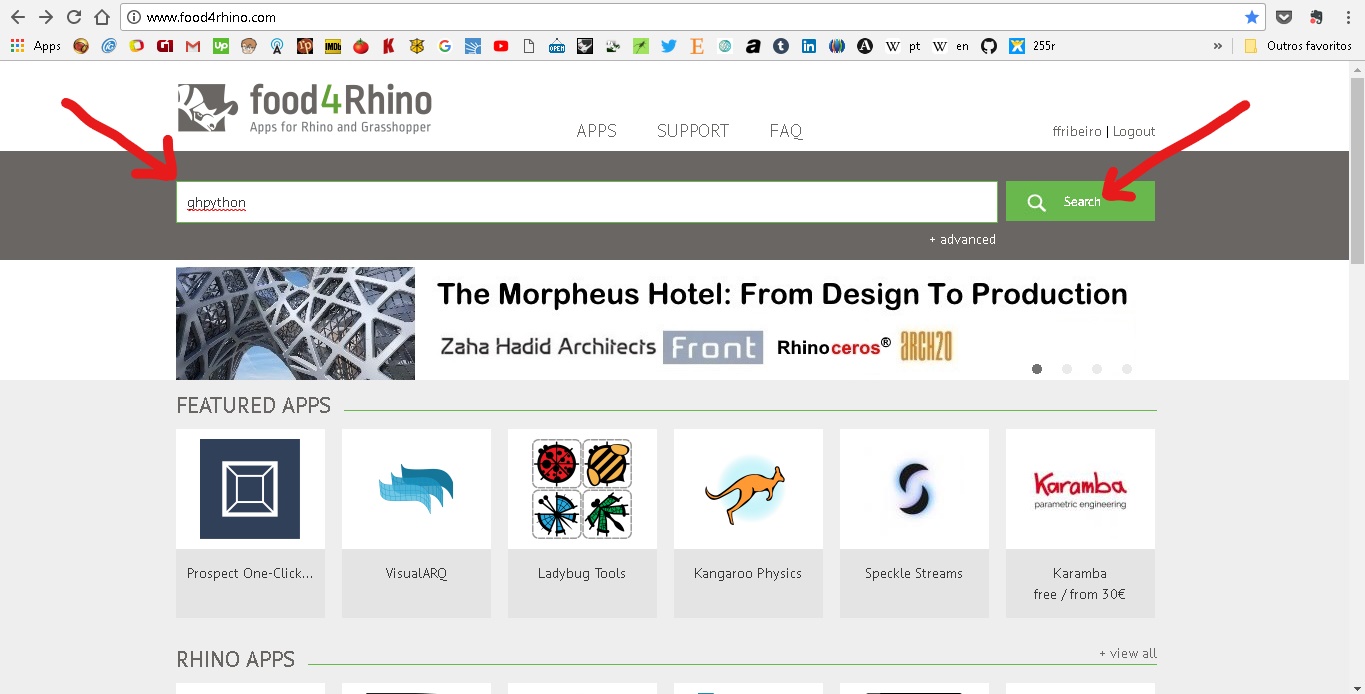 www.food4rhino.com
Apps
G1
M
Up
IMDb
K
G
OPEN
E
a
t
in
A
W pt
W en
255r
»
Outros favoritos
food4Rhino
Apps for Rhino and Grasshopper
APPS
SUPPORT
FAQ
ffribeiro | Logout
ghpython
Search
+ advanced
The Morpheus Hotel: From Design To Production
Zaha Hadid Architects Front Rhinoceros® ARCH20
FEATURED APPS
Karamba
parametric engineering
Prospect One-Click...
VisualARQ
Ladybug Tools
Kangaroo Physics
Speckle Streams
Karamba
free / from 30€
RHINO APPS
+ view all